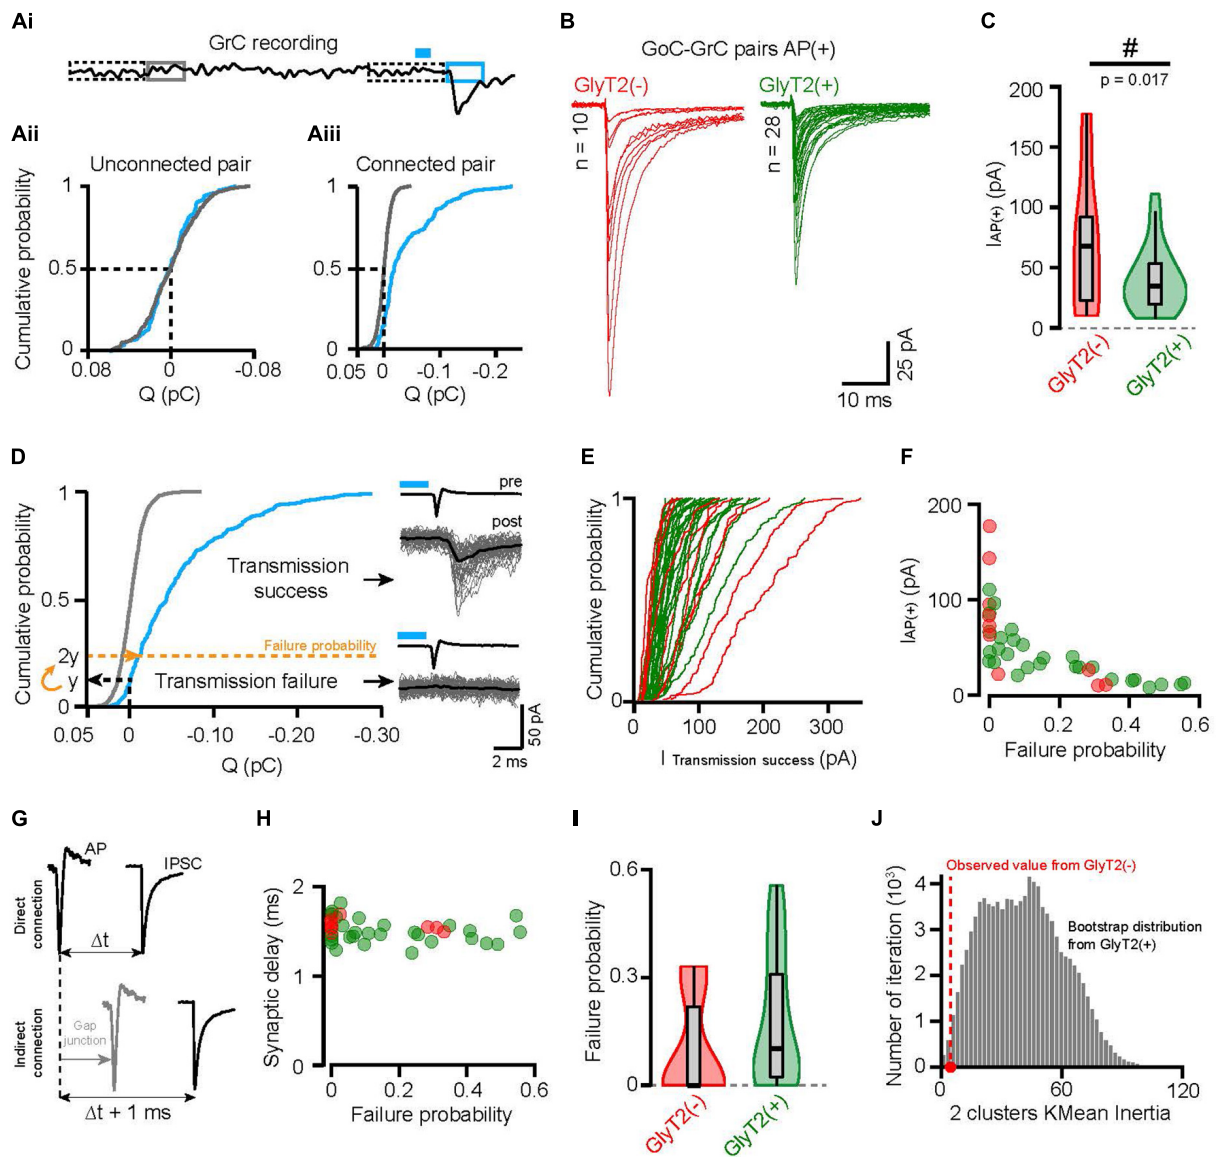 Ai
GrC recording
Aii
Unconnected pair
Cumulative probability
1
0.5
0
0.08
0
-0.08
Q (pC)
Aiii
Connected pair
1
0.5
0
0.05
0
-0.1
-0.2
Q (pC)
B
GoC-GrC pairs AP(+)
GlyT2(-)
GlyT2(+)
n = 10
n = 28
25 pA
10 ms
C
#
p = 0.017
IAP(+) (pA)
200
150
100
50
0
GlyT2(-)
GlyT2(+)
D
Cumulative probability
1
0.5
2y
y
0
0.05
0
-0.10
-0.20
-0.30
Q (pC)
pre
post
Transmission
success
Failure probability
Transmission failure
50 pA
2 ms
E
Cumulative probability
1
0
0
100
200
300
I Transmission success (pA)
F
IAP(+) (pA)
200
100
0
0
0.2
0.4
0.6
Failure probability
G
AP
IPSC
Direct
connection
Δt
Gap
junction
Indirect
connection
Δt + 1 ms
H
Synaptic delay (ms)
2
1
0
0
0.2
0.4
0.6
Failure probability
I
Failure probability
0.6
0.3
0
GlyT2(-)
GlyT2(+)
J
Observed value from GlyT2(-)
Number of iteration (10³)
4
3
2
1
0
Bootstrap distribution
from GlyT2(+)
0
60
120
2 clusters KMean Inertia